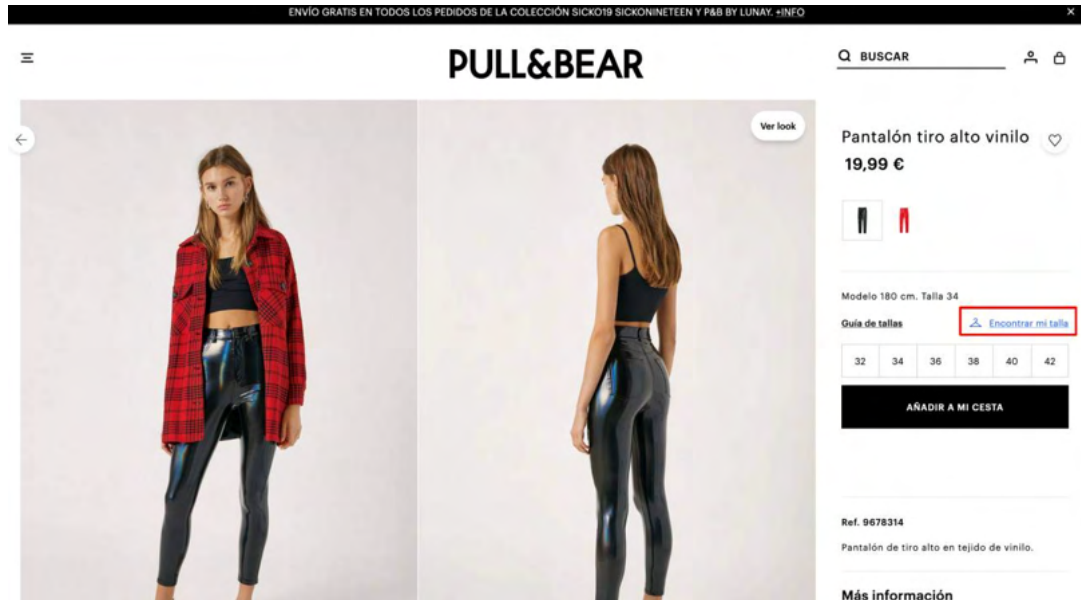 ENVÍO GRATIS EN TODOS LOS PEDIDOS DE LA COLECCIÓN SICKO19 SICKONINETEEN Y P&B BY LUNAY. +INFO
PULL&BEAR
BUSCAR
Ver look
Pantalón tiro alto vinilo
19,99 €
Modelo 180 cm. Talla 34
Guía de tallas
Encontrar mi talla
32 34 36 38 40 42
AÑADIR A MI CESTA
Ref. 9678314
Pantalón de tiro alto en tejido de vinilo.
Más información